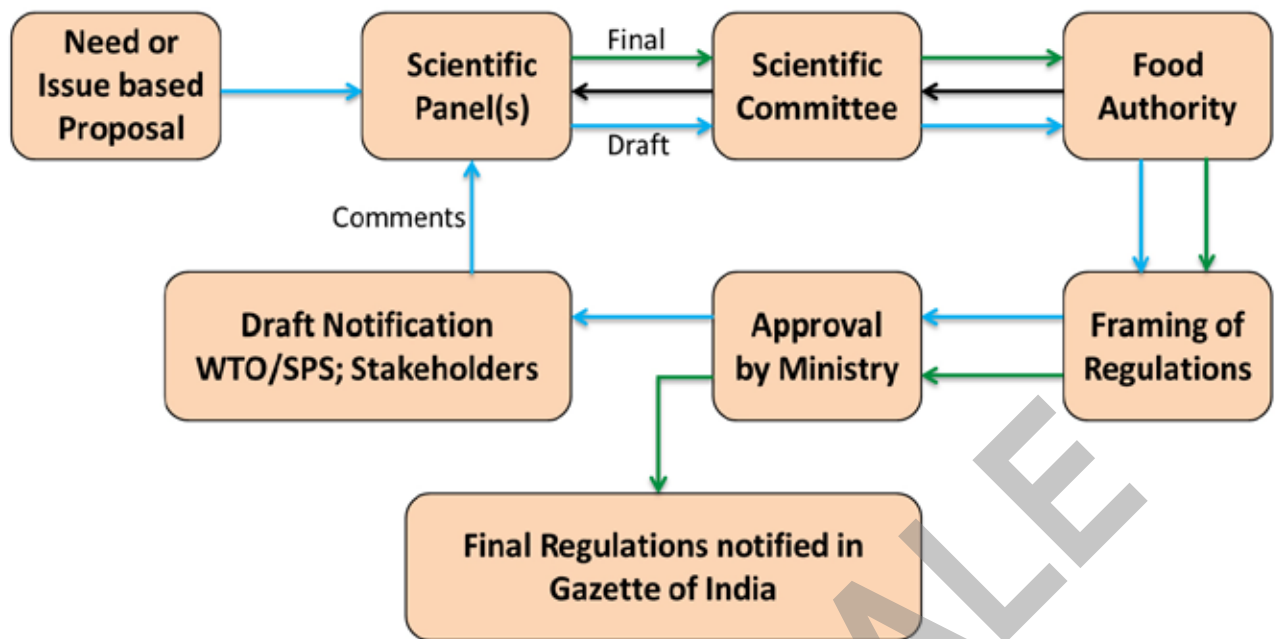 Need or
Issue based
Proposal
Scientific
Panel(s)
Final
Draft
Scientific
Committee
Food
Authority
Comments
Draft Notification
WTO/SPS; Stakeholders
Approval
by Ministry
Framing of
Regulations
Final Regulations notified in
Gazette of India
ALE